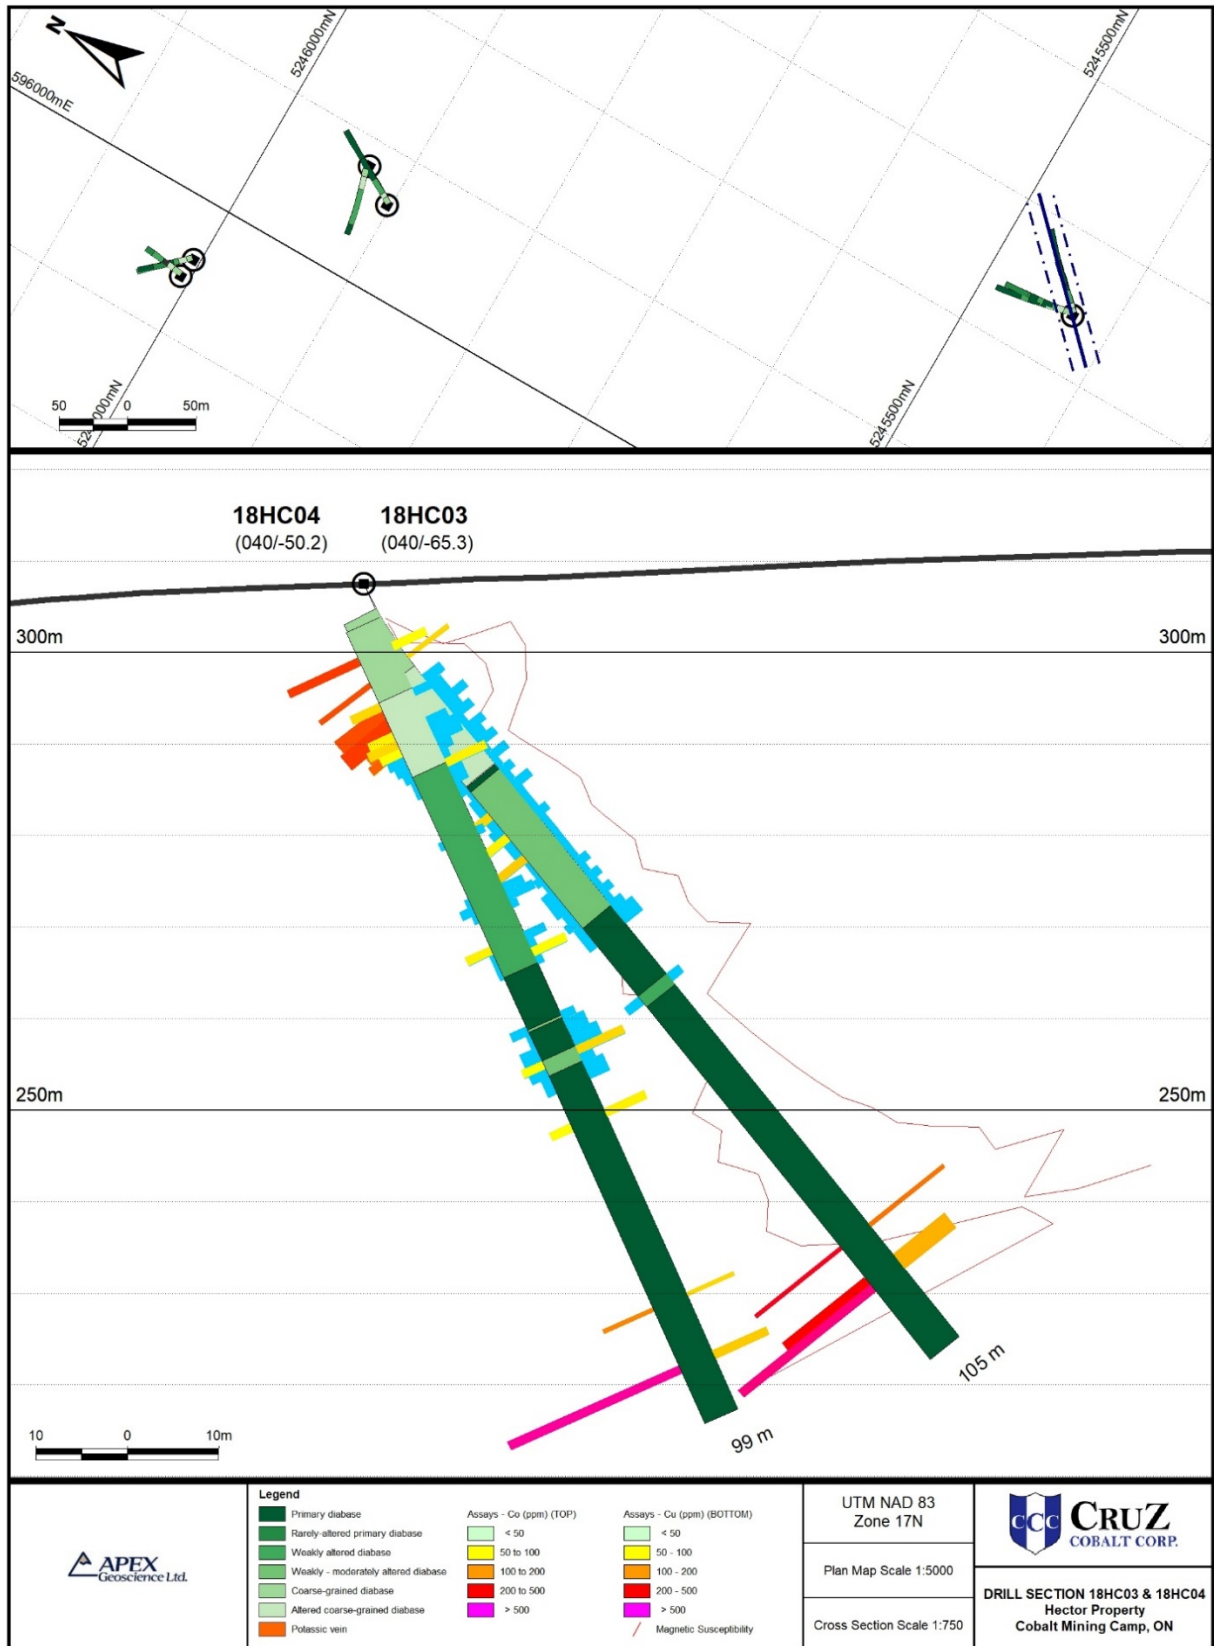 N
596000mE
5246000mN
5245500mN
50 0 50m
5245500mN
18HC04 18HC03
(040/-50.2) (040/-65.3)
300m 300m
250m 250m
105 m
99 m
10 0 10m
APEX
Geoscience Ltd.
Legend
Primary diabase
Rarely-altered primary diabase
Weakly altered diabase
Weakly - moderately altered diabase
Coarse-grained diabase
Altered coarse-grained diabase
Potassic vein
Assays - Co (ppm) (TOP)
< 50
50 to 100
100 to 200
200 to 500
> 500
Assays - Cu (ppm) (BOTTOM)
< 50
50 - 100
100 - 200
200 - 500
> 500
Magnetic Susceptibility
UTM NAD 83
Zone 17N
Plan Map Scale 1:5000
Cross Section Scale 1:750
CCC
CRUZ
COBALT CORP.
DRILL SECTION 18HC03 & 18HC04
Hector Property
Cobalt Mining Camp, ON